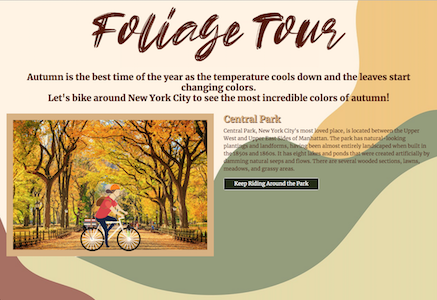 Foliage Tour
Autumn is the best time of the year as the temperature cools down and the leaves start
changing colors.
Let's bike around New York City to see the most incredible colors of autumn!
Central Park
Central Park, New York City's most loved place, is located between the Upper
West and Upper East Sides of Manhattan. The park has natural-looking
plantings and landforms, having been almost entirely landscaped when built in
the 1850s and 1860s. It has eight lakes and ponds that were created artificially by
damming natural seeps and flows. There are several wooded sections, lawns,
meadows, and grassy areas.
Keep Riding Around the Park